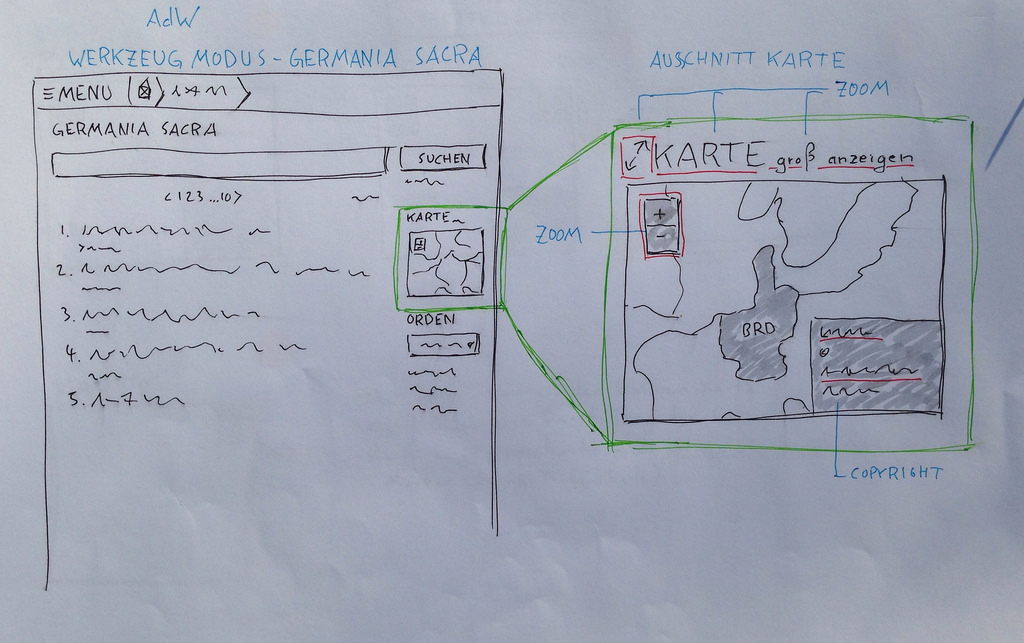 AdW
WERKZEUG MODUS - GERMANIA SACRA
≡ MENU
GERMANIA SACRA
SUCHEN
<123...10>
1.
2.
3.
4.
5.
KARTE
ORDEN
AUSCHNITT KARTE
ZOOM
KARTE groß anzeigen
+
-
ZOOM
BRD
COPYRIGHT